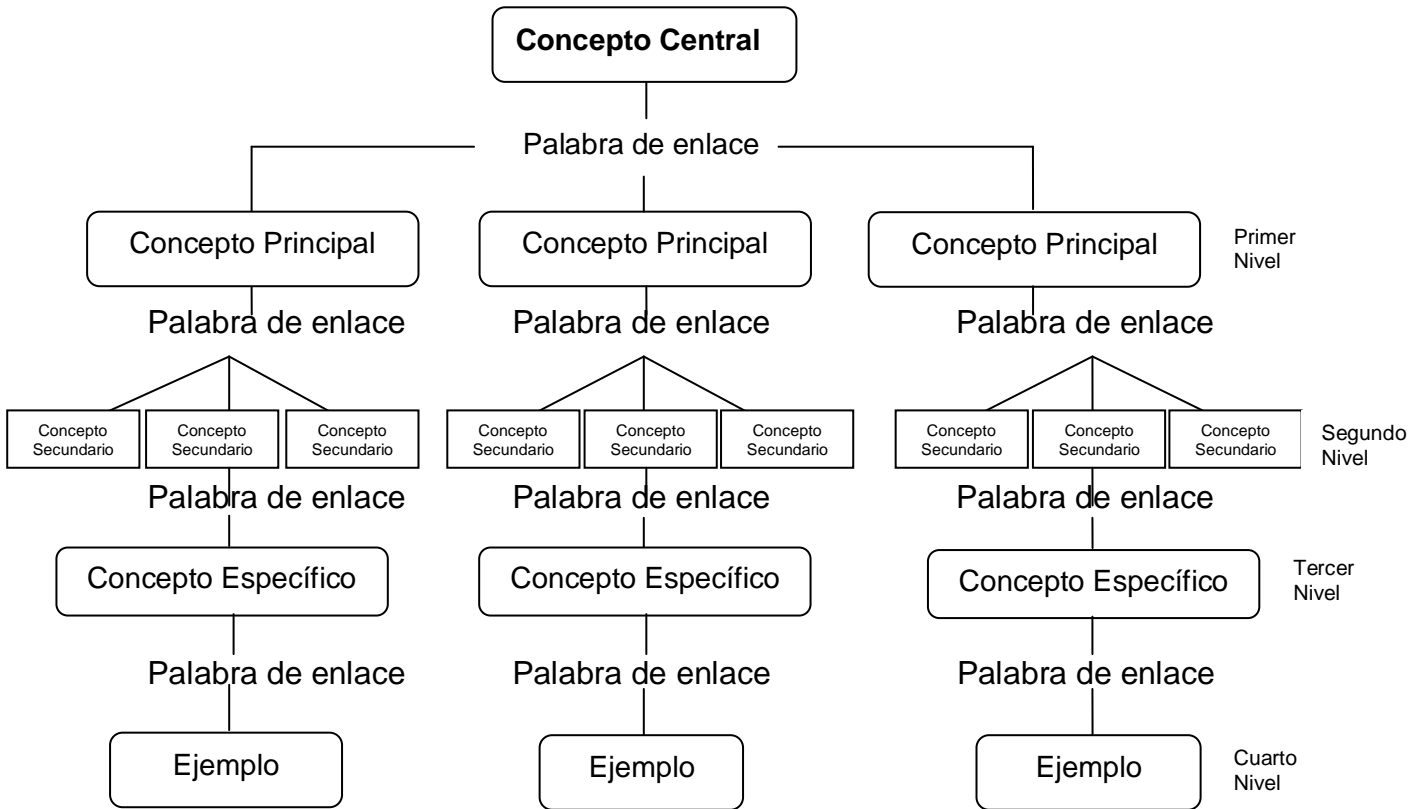 Concepto Central
Palabra de enlace
Concepto Principal
Concepto Principal
Concepto Principal
Primer
Nivel
Palabra de enlace
Palabra de enlace
Palabra de enlace
Concepto
Secundario
Concepto
Secundario
Concepto
Secundario
Concepto
Secundario
Concepto
Secundario
Concepto
Secundario
Concepto
Secundario
Concepto
Secundario
Concepto
Secundario
Segundo
Nivel
Palabra de enlace
Palabra de enlace
Palabra de enlace
Concepto Específico
Concepto Específico
Concepto Específico
Tercer
Nivel
Palabra de enlace
Palabra de enlace
Palabra de enlace
Ejemplo
Ejemplo
Ejemplo
Cuarto
Nivel